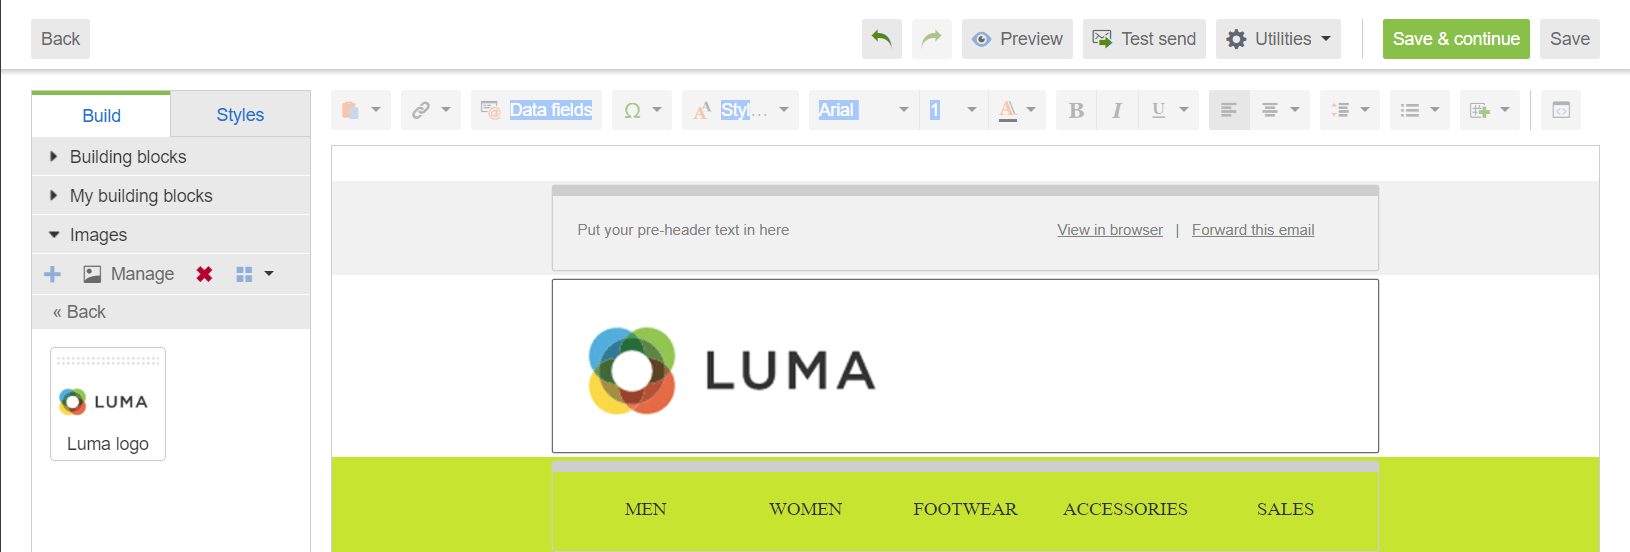 Back Preview Test send Utilities Save & continue Save
Build Styles Data fields Ω Styl... Arial 1 A B I U
Building blocks
My building blocks
Images
Put your pre-header text in here View in browser | Forward this email
Manage
« Back
LUMA
LUMA
Luma logo
MEN WOMEN FOOTWEAR ACCESSORIES SALES